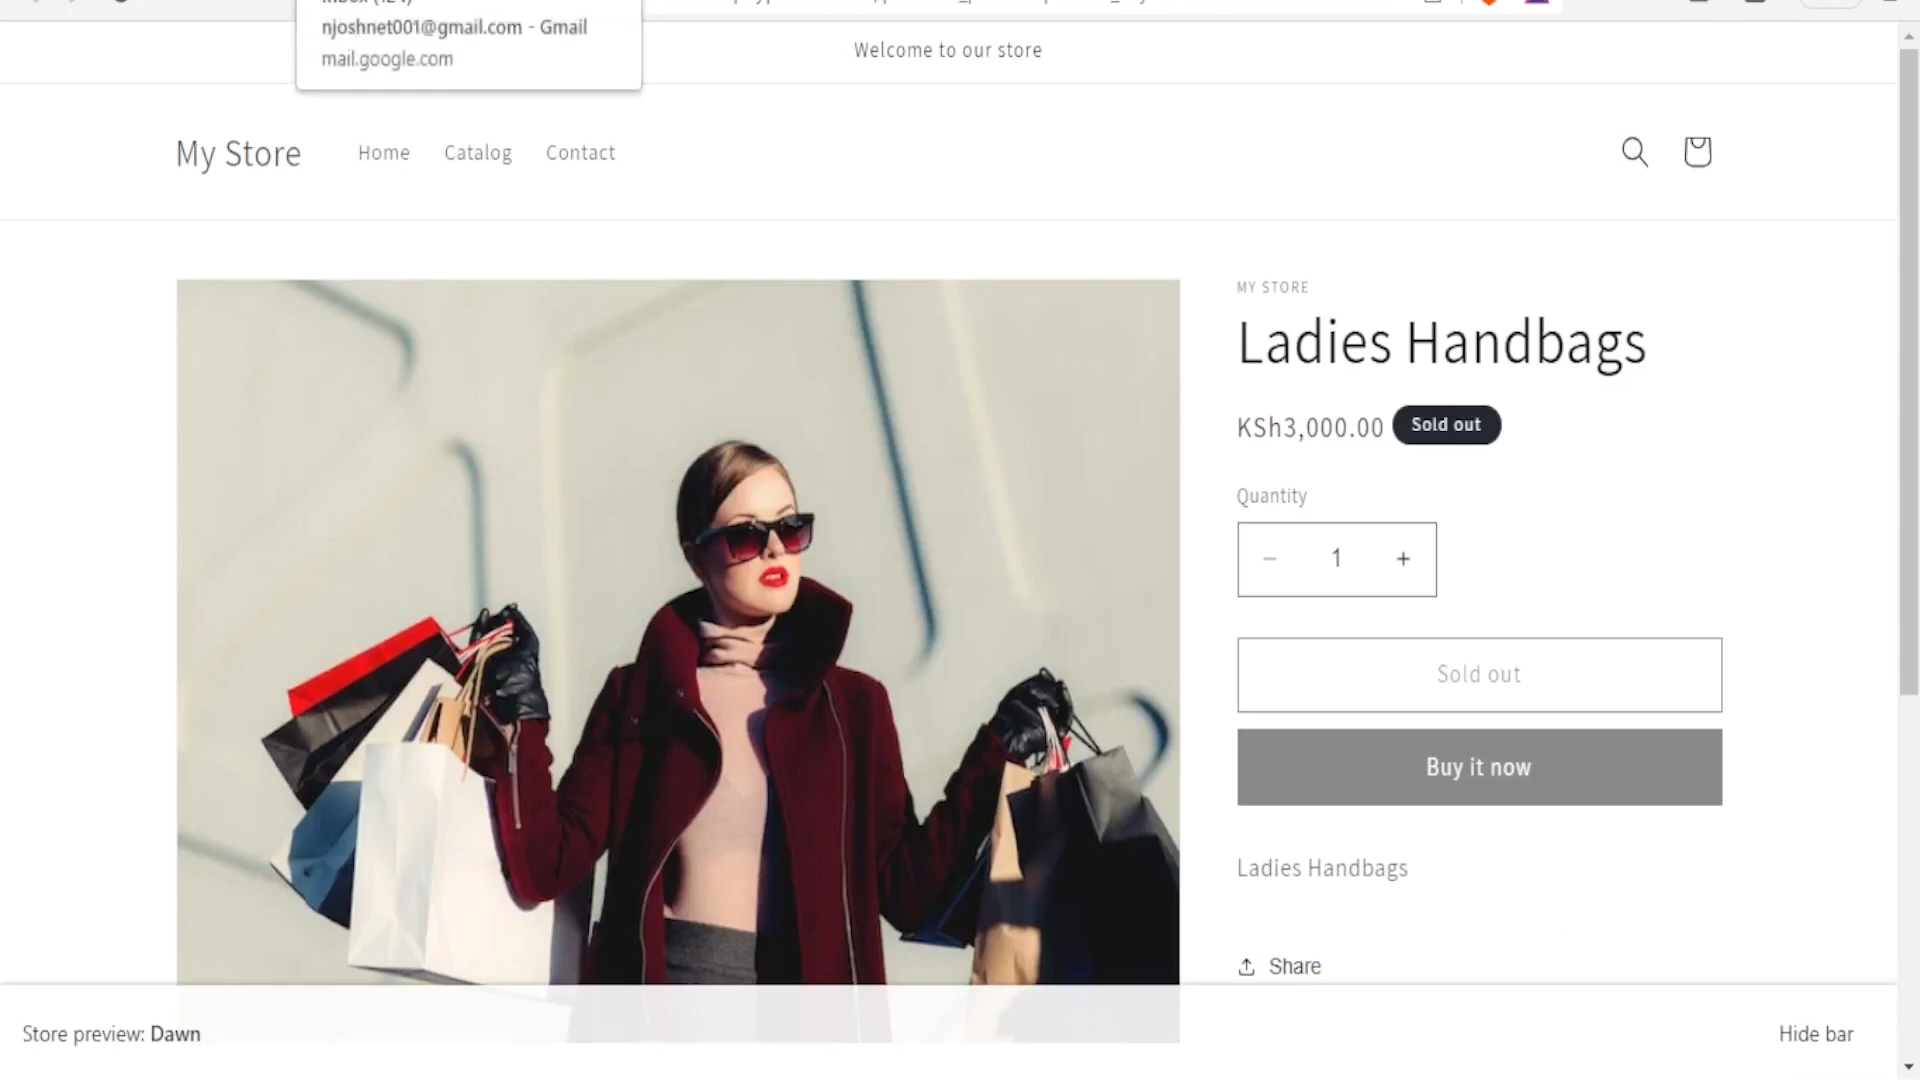 njoshnet001@gmail.com - Gmail
mail.google.com
Welcome to our store
My Store
Home
Catalog
Contact
MY STORE
Ladies Handbags
KSh3,000.00
Sold out
Quantity
− 1 +
Sold out
Buy it now
Ladies Handbags
Share
Store preview: Dawn
Hide bar